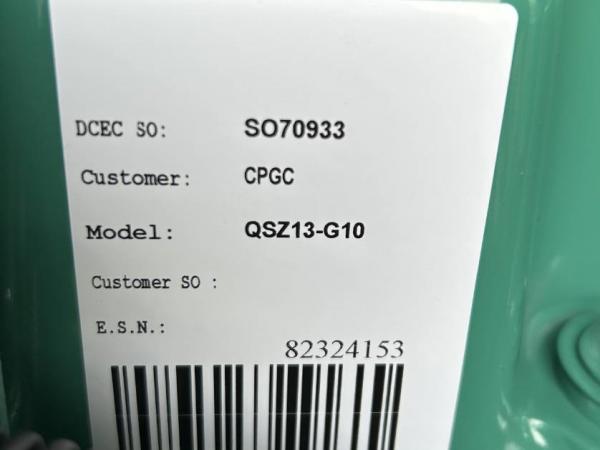 DCEC SO: SO70933
Customer: CPGC
Model: QSZ13-G10
Customer SO :
E.S.N.:
82324153